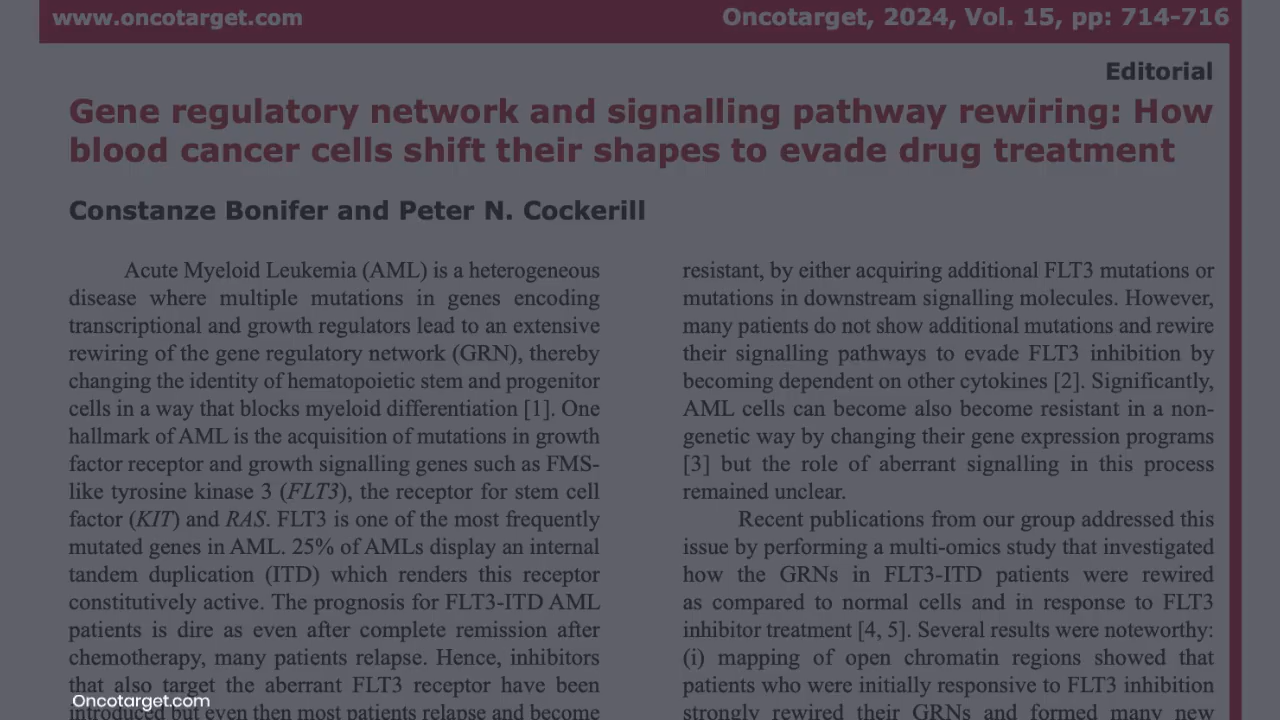 www.oncotarget.com
Oncotarget, 2024, Vol. 15, pp: 714-716
Editorial
Gene regulatory network and signalling pathway rewiring: How
blood cancer cells shift their shapes to evade drug treatment
Constanze Bonifer and Peter N. Cockerill
Acute Myeloid Leukemia (AML) is a heterogeneous
disease where multiple mutations in genes encoding
transcriptional and growth regulators lead to an extensive
rewiring of the gene regulatory network (GRN), thereby
changing the identity of hematopoietic stem and progenitor
cells in a way that blocks myeloid differentiation [1]. One
hallmark of AML is the acquisition of mutations in growth
factor receptor and growth signalling genes such as FMS-
like tyrosine kinase 3 (FLT3), the receptor for stem cell
factor (KIT) and RAS. FLT3 is one of the most frequently
mutated genes in AML. 25% of AMLs display an internal
tandem duplication (ITD) which renders this receptor
constitutively active. The prognosis for FLT3-ITD AML
patients is dire as even after complete remission after
chemotherapy, many patients relapse. Hence, inhibitors
that also target the aberrant FLT3 receptor have been
introduced but even then most patients relapse and become
resistant, by either acquiring additional FLT3 mutations or
mutations in downstream signalling molecules. However,
many patients do not show additional mutations and rewire
their signalling pathways to evade FLT3 inhibition by
becoming dependent on other cytokines [2]. Significantly,
AML cells can become also become resistant in a non-
genetic way by changing their gene expression programs
[3] but the role of aberrant signalling in this process
remained unclear.
Recent publications from our group addressed this
issue by performing a multi-omics study that investigated
how the GRNs in FLT3-ITD patients were rewired
as compared to normal cells and in response to FLT3
inhibitor treatment [4, 5]. Several results were noteworthy:
(i) mapping of open chromatin regions showed that
patients who were initially responsive to FLT3 inhibition
strongly rewired their GRNs and formed many new
Oncotarget.com